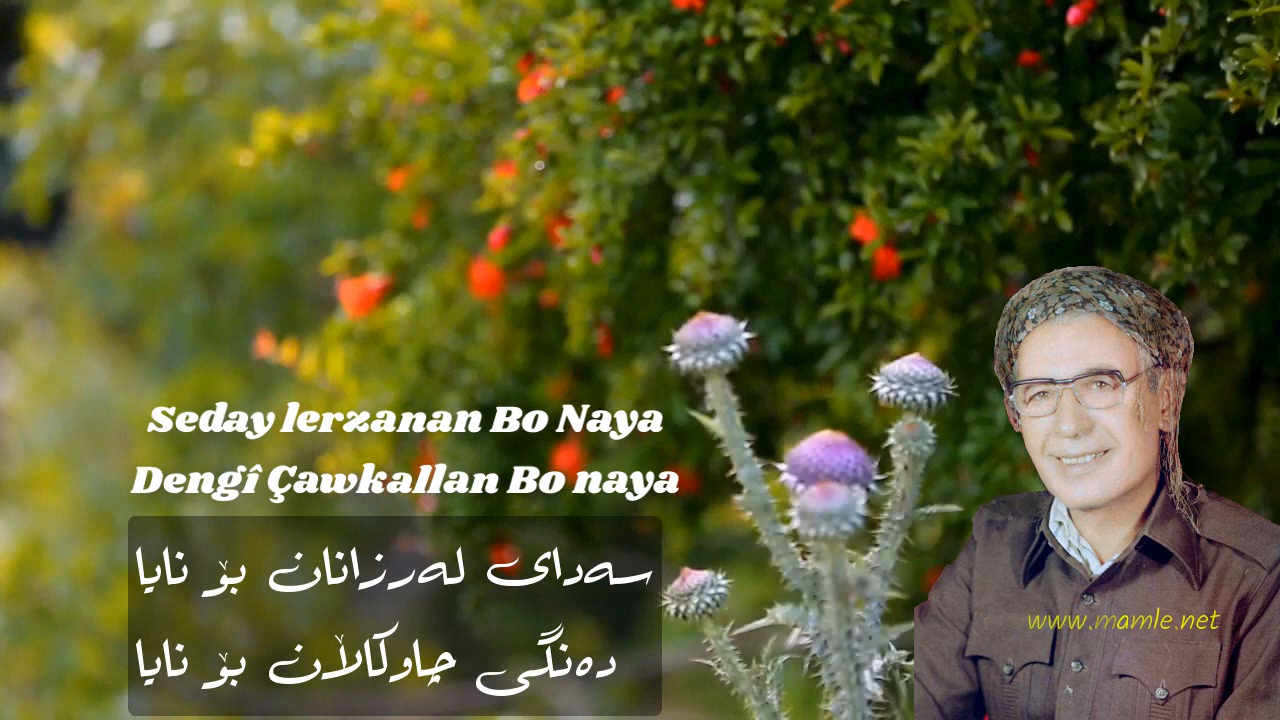 Seday lerzanan Bo Naya
Dengî Çawkallan Bo naya
سەدای لەرزانان بۆ نایا
دەنگی چاوکاڵان بۆ نایا
www.mamle.net